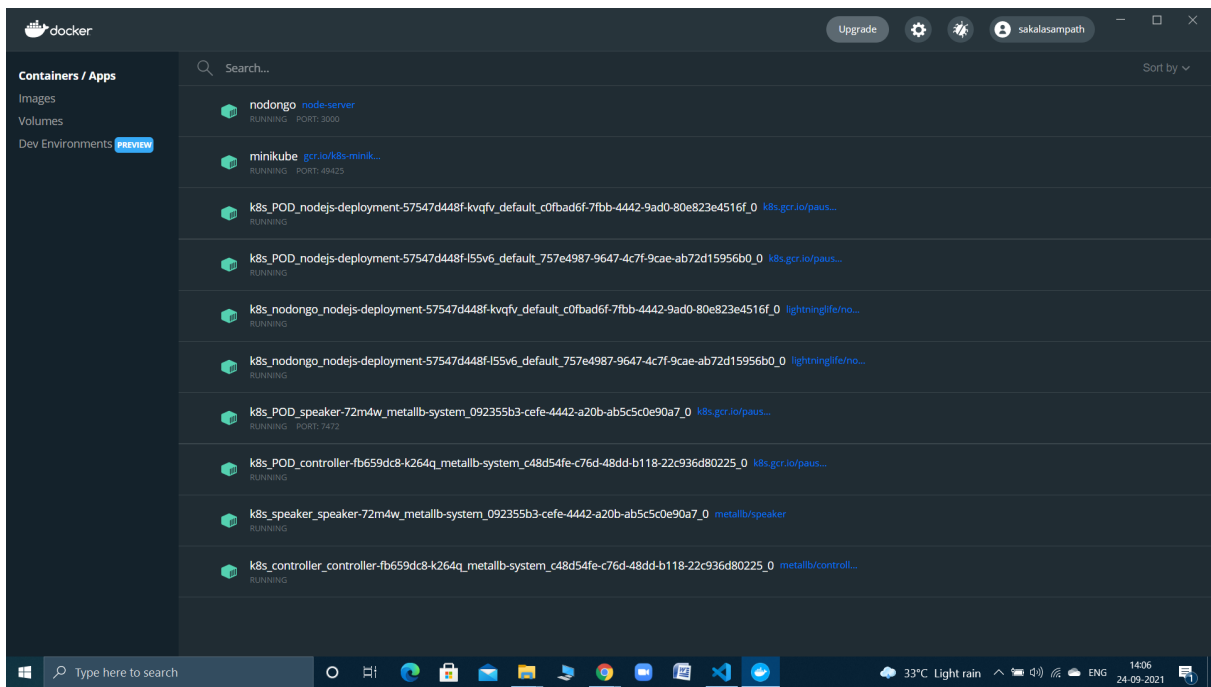 docker
Upgrade
sakalasampath
Containers / Apps
Images
Volumes
Dev Environments PREVIEW
Search...
Sort by
nodongo node-server
RUNNING PORT: 3000
minikube gcr.io/k8s-minik...
RUNNING PORT: 49425
k8s_POD_nodejs-deployment-57547d448f-kvqfv_default_c0fbad6f-7fbb-4442-9ad0-80e823e4516f_0 k8s.gcr.io/paus...
RUNNING
k8s_POD_nodejs-deployment-57547d448f-l55v6_default_757e4987-9647-4c7f-9cae-ab72d15956b0_0 k8s.gcr.io/paus...
RUNNING
k8s_nodongo_nodejs-deployment-57547d448f-kvqfv_default_c0fbad6f-7fbb-4442-9ad0-80e823e4516f_0 lightninglife/no...
RUNNING
k8s_nodongo_nodejs-deployment-57547d448f-l55v6_default_757e4987-9647-4c7f-9cae-ab72d15956b0_0 lightninglife/no...
RUNNING
k8s_POD_speaker-72m4w_metallb-system_092355b3-cefe-4442-a20b-ab5c5c0e90a7_0 k8s.gcr.io/paus...
RUNNING PORT: 7472
k8s_POD_controller-fb659dc8-k264q_metallb-system_c48d54fe-c76d-48dd-b118-22c936d80225_0 k8s.gcr.io/paus...
RUNNING
k8s_speaker_speaker-72m4w_metallb-system_092355b3-cefe-4442-a20b-ab5c5c0e90a7_0 metallb/speaker
RUNNING
k8s_controller_controller-fb659dc8-k264q_metallb-system_c48d54fe-c76d-48dd-b118-22c936d80225_0 metallb/controll...
RUNNING
Type here to search
33°C Light rain
ENG
14:06
24-09-2021
1